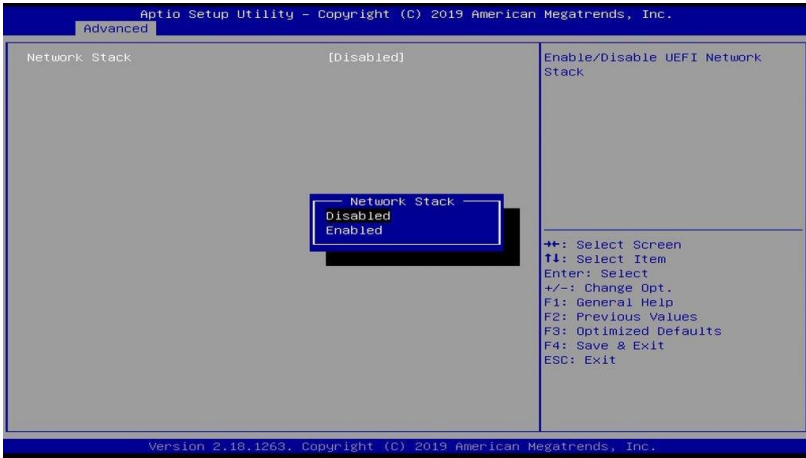 Aptio Setup Utility – Copyright (C) 2019 American Megatrends, Inc.
Advanced
Network Stack [Disabled]
Enable/Disable UEFI Network
Stack
Network Stack
Disabled
Enabled
→←: Select Screen
↑↓: Select Item
Enter: Select
+/-: Change Opt.
F1: General Help
F2: Previous Values
F3: Optimized Defaults
F4: Save & Exit
ESC: Exit
Version 2.18.1263. Copyright (C) 2019 American Megatrends, Inc.